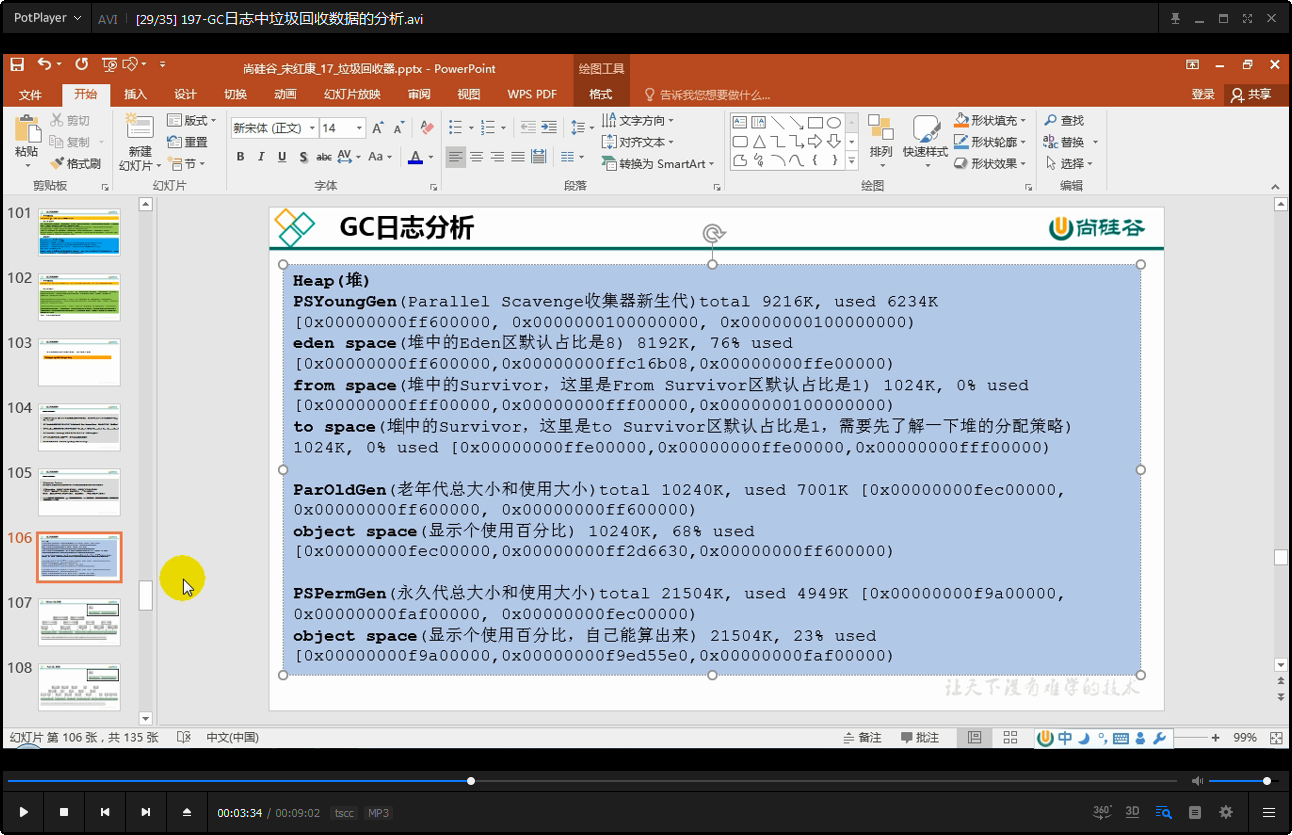 PotPlayer AVI [29/35] 197-GC日志中垃圾回收数据的分析.avi
尚硅谷_宋红康_17_垃圾回收器.pptx - PowerPoint 绘图工具
文件 开始 插入 设计 切换 动画 幻灯片放映 审阅 视图 WPS PDF 格式 告诉我您想要做什么... 登录 共享
粘贴
剪切
复制
格式刷
剪贴板
新建
幻灯片
版式
重置
节
幻灯片
新宋体 (正文) 14
B I U S abc AV Aa A
字体
文字方向
对齐文本
转换为 SmartArt
段落
排列 快速样式
形状填充
形状轮廓
形状效果
绘图
查找
替换
选择
编辑
101
102
103
104
105
106
107
108
GC日志分析
尚硅谷
Heap(堆)
PSYoungGen(Parallel Scavenge收集器新生代)total 9216K, used 6234K
[0x00000000ff600000, 0x0000000100000000, 0x0000000100000000)
eden space(堆中的Eden区默认占比是8) 8192K, 76% used
[0x00000000ff600000,0x00000000ffc16b08,0x00000000ffe00000)
from space(堆中的Survivor, 这里是From Survivor区默认占比是1) 1024K, 0% used
[0x00000000fff00000,0x00000000fff00000,0x0000000100000000)
to space(堆中的Survivor, 这里是to Survivor区默认占比是1, 需要先了解一下堆的分配策略)
1024K, 0% used [0x00000000ffe00000,0x00000000ffe00000,0x00000000fff00000)
ParOldGen(老年代总大小和使用大小)total 10240K, used 7001K [0x00000000fec00000,
0x00000000ff600000, 0x00000000ff600000)
object space(显示个使用百分比) 10240K, 68% used
[0x00000000fec00000,0x00000000ff2d6630,0x00000000ff600000)
PSPermGen(永久代总大小和使用大小)total 21504K, used 4949K [0x00000000f9a00000,
0x00000000faf00000, 0x00000000fec00000)
object space(显示个使用百分比, 自己能算出来) 21504K, 23% used
[0x00000000f9a00000,0x00000000f9ed55e0,0x00000000faf00000)
让天下没有难学的技术
幻灯片 第 106 张，共 135 张 中文(中国) 备注 批注 中 99%
00:03:34 / 00:09:02 tscc MP3 360° 3D